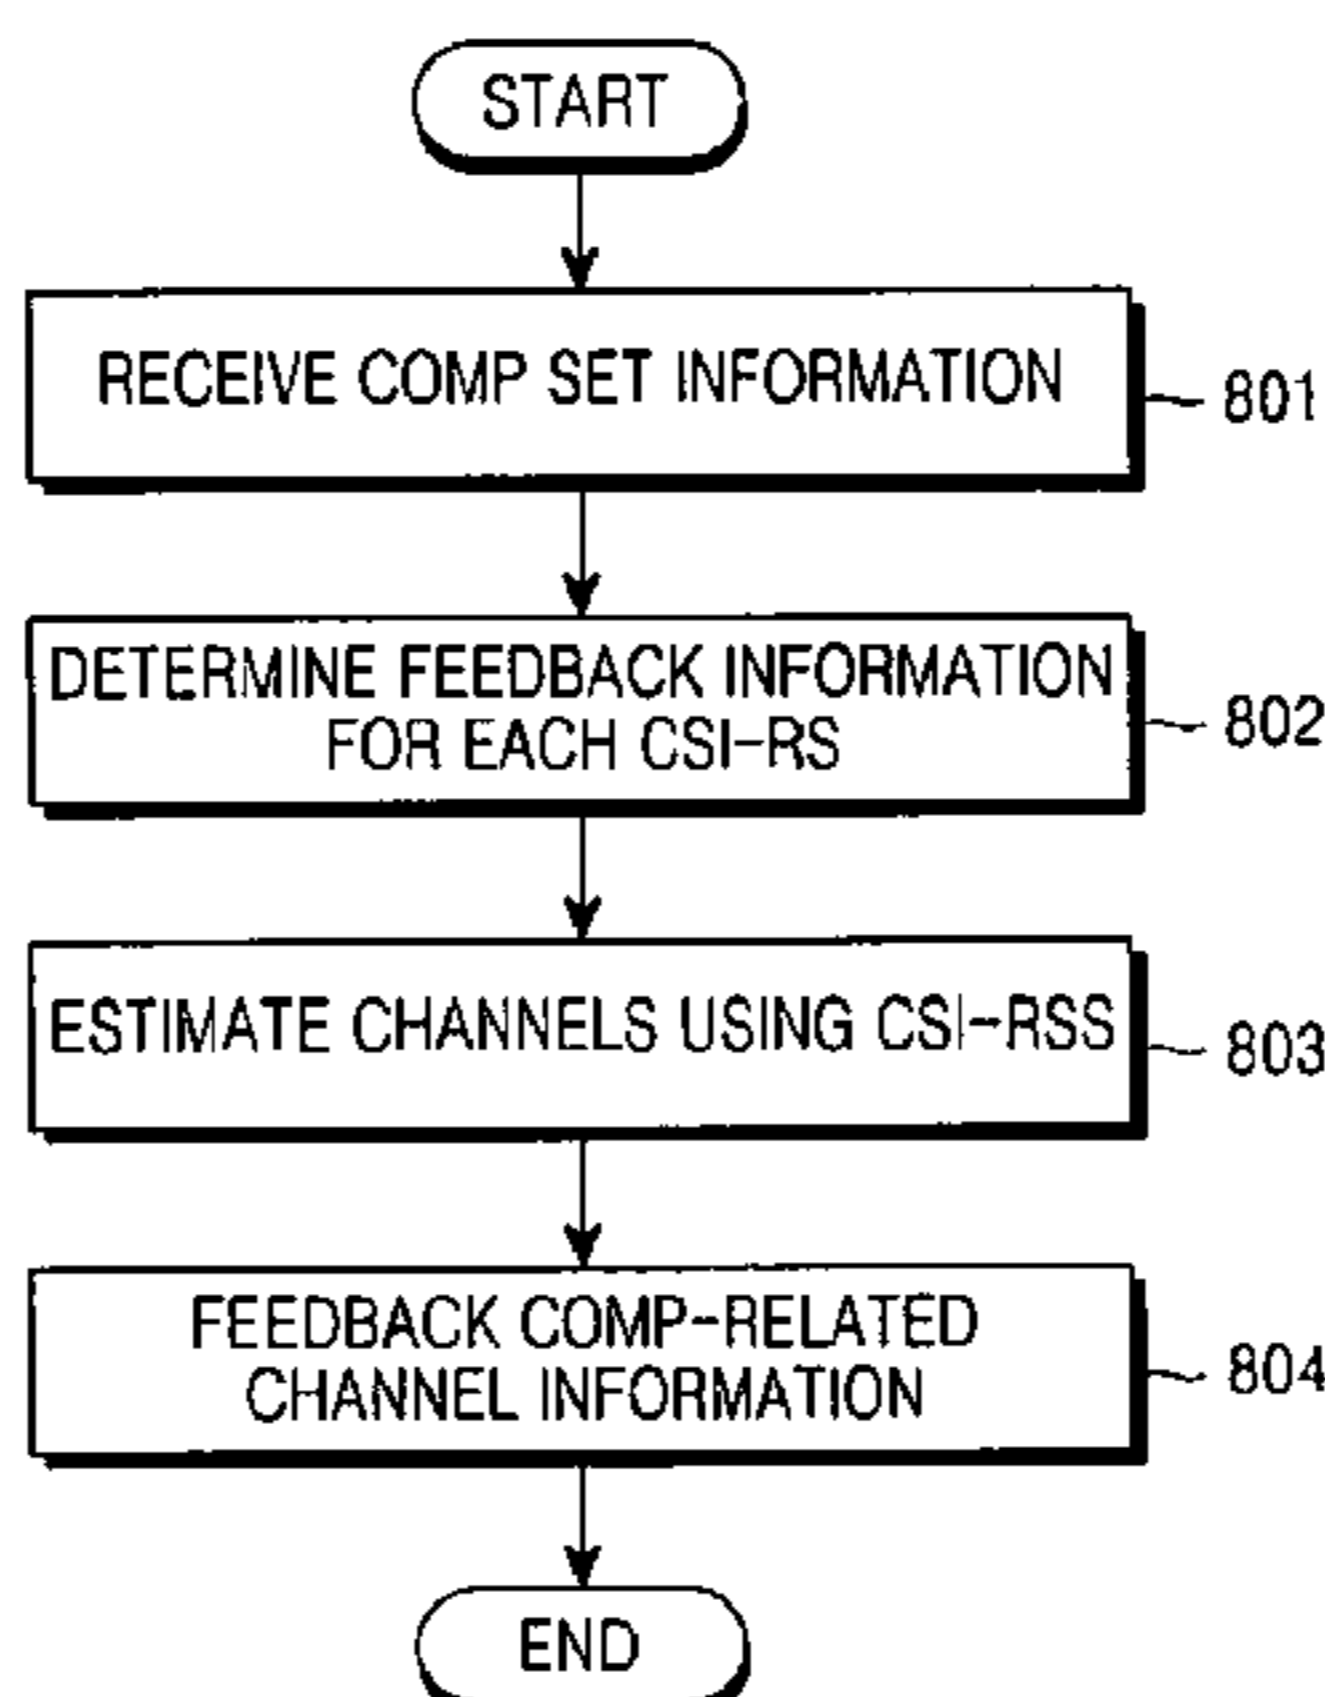 START
RECEIVE COMP SET INFORMATION
801
DETERMINE FEEDBACK INFORMATION
FOR EACH CSI-RS
802
ESTIMATE CHANNELS USING CSI-RSS
803
FEEDBACK COMP-RELATED
CHANNEL INFORMATION
804
END